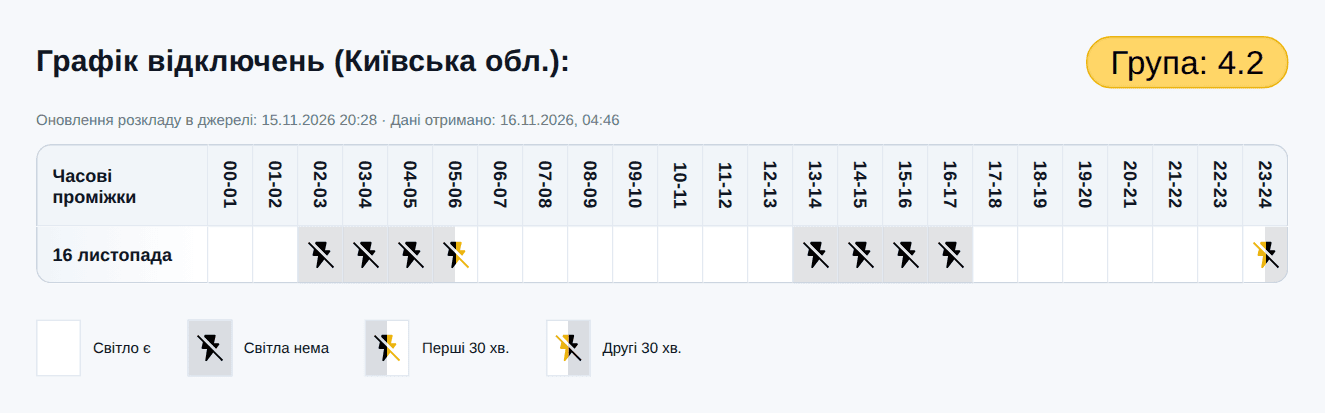 Графік відключень (Київська обл.):
Група: 4.2
Оновлення розкладу в джерелі: 15.11.2026 20:28 · Дані отримано: 16.11.2026, 04:46
Часові
проміжки
00-01
01-02
02-03
03-04
04-05
05-06
06-07
07-08
08-09
09-10
10-11
11-12
12-13
13-14
14-15
15-16
16-17
17-18
18-19
19-20
20-21
21-22
22-23
23-24
16 листопада
Світло є
Світла нема
Перші 30 хв.
Другі 30 хв.